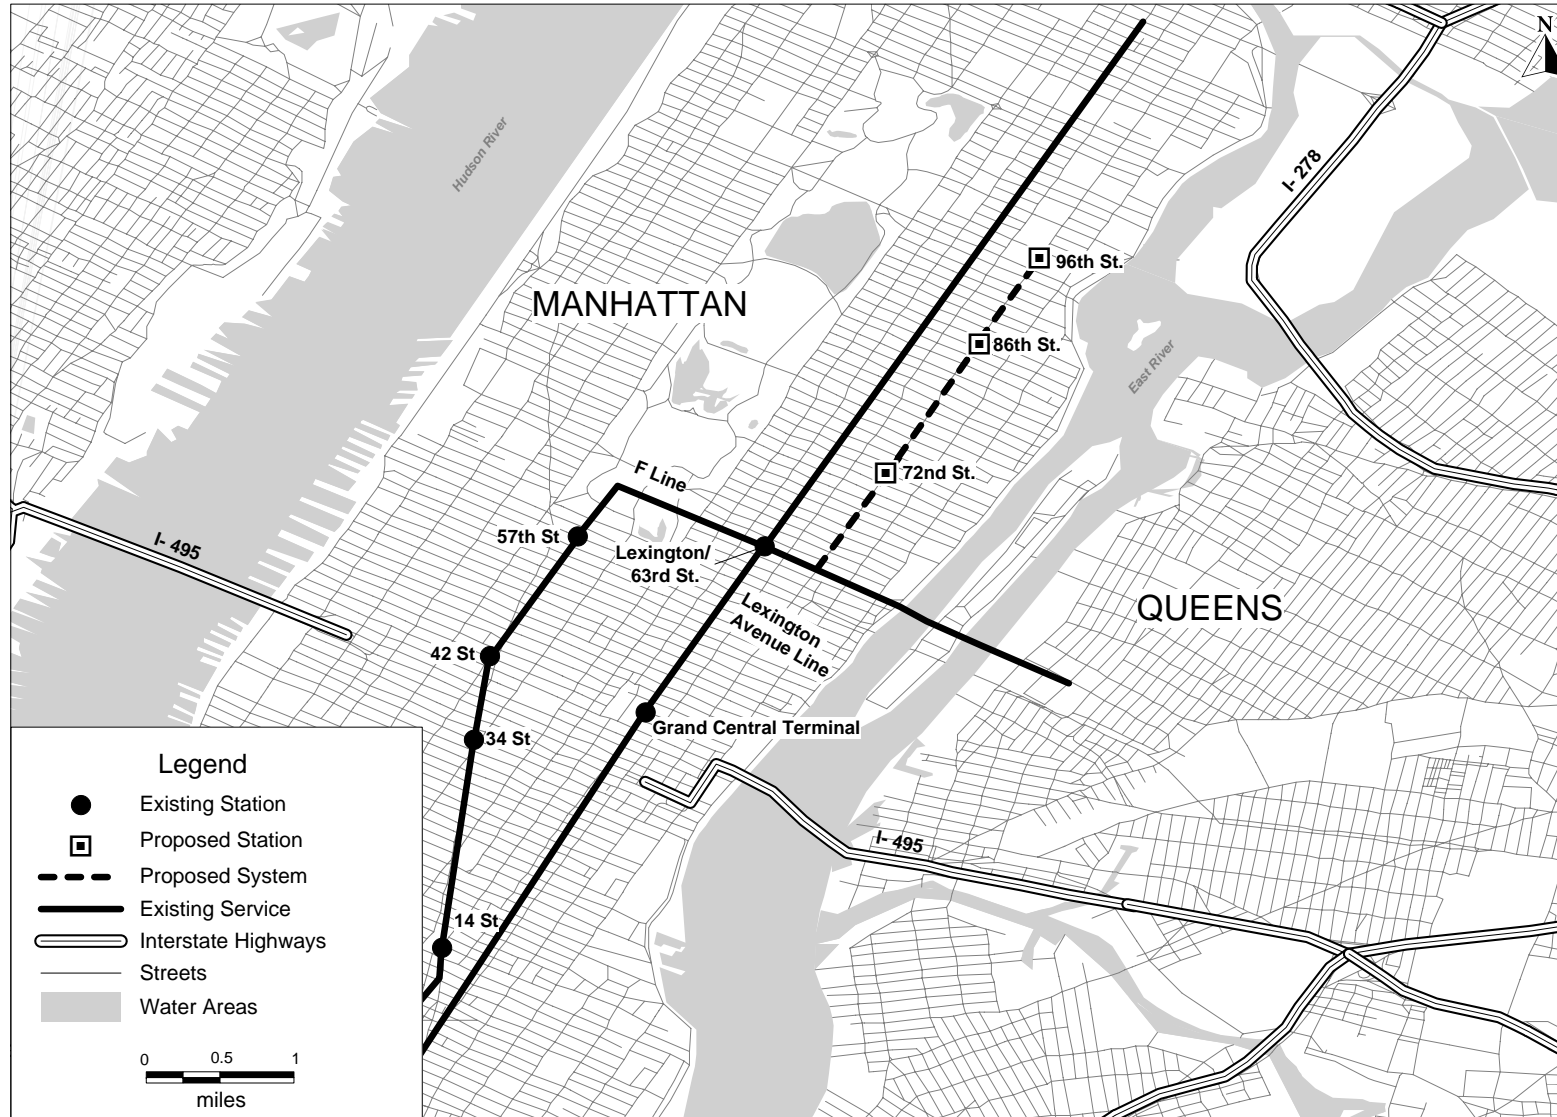 N
Hudson River
I- 278
96th St.
MANHATTAN
86th St.
East River
F Line
72nd St.
57th St
I- 495
Lexington/
63rd St.
Lexington
Avenue Line
QUEENS
42 St
Grand Central Terminal
34 St
I- 495
14 St
Legend
Existing Station
Proposed Station
Proposed System
Existing Service
Interstate Highways
Streets
Water Areas
0 0.5 1
miles